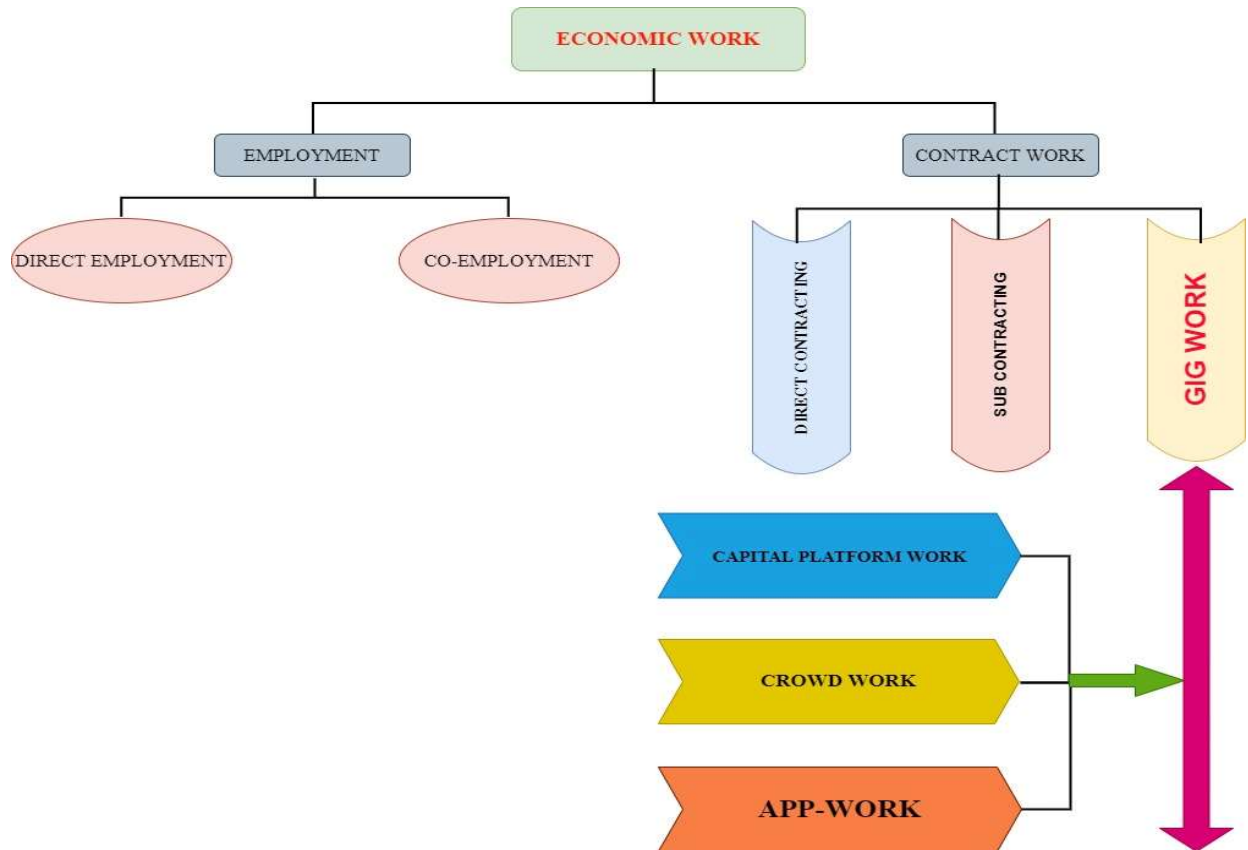 ECONOMIC WORK
EMPLOYMENT
CONTRACT WORK
DIRECT EMPLOYMENT
CO-EMPLOYMENT
DIRECT CONTRACTING
SUB CONTRACTING
GIG WORK
CAPITAL PLATFORM WORK
CROWD WORK
APP-WORK